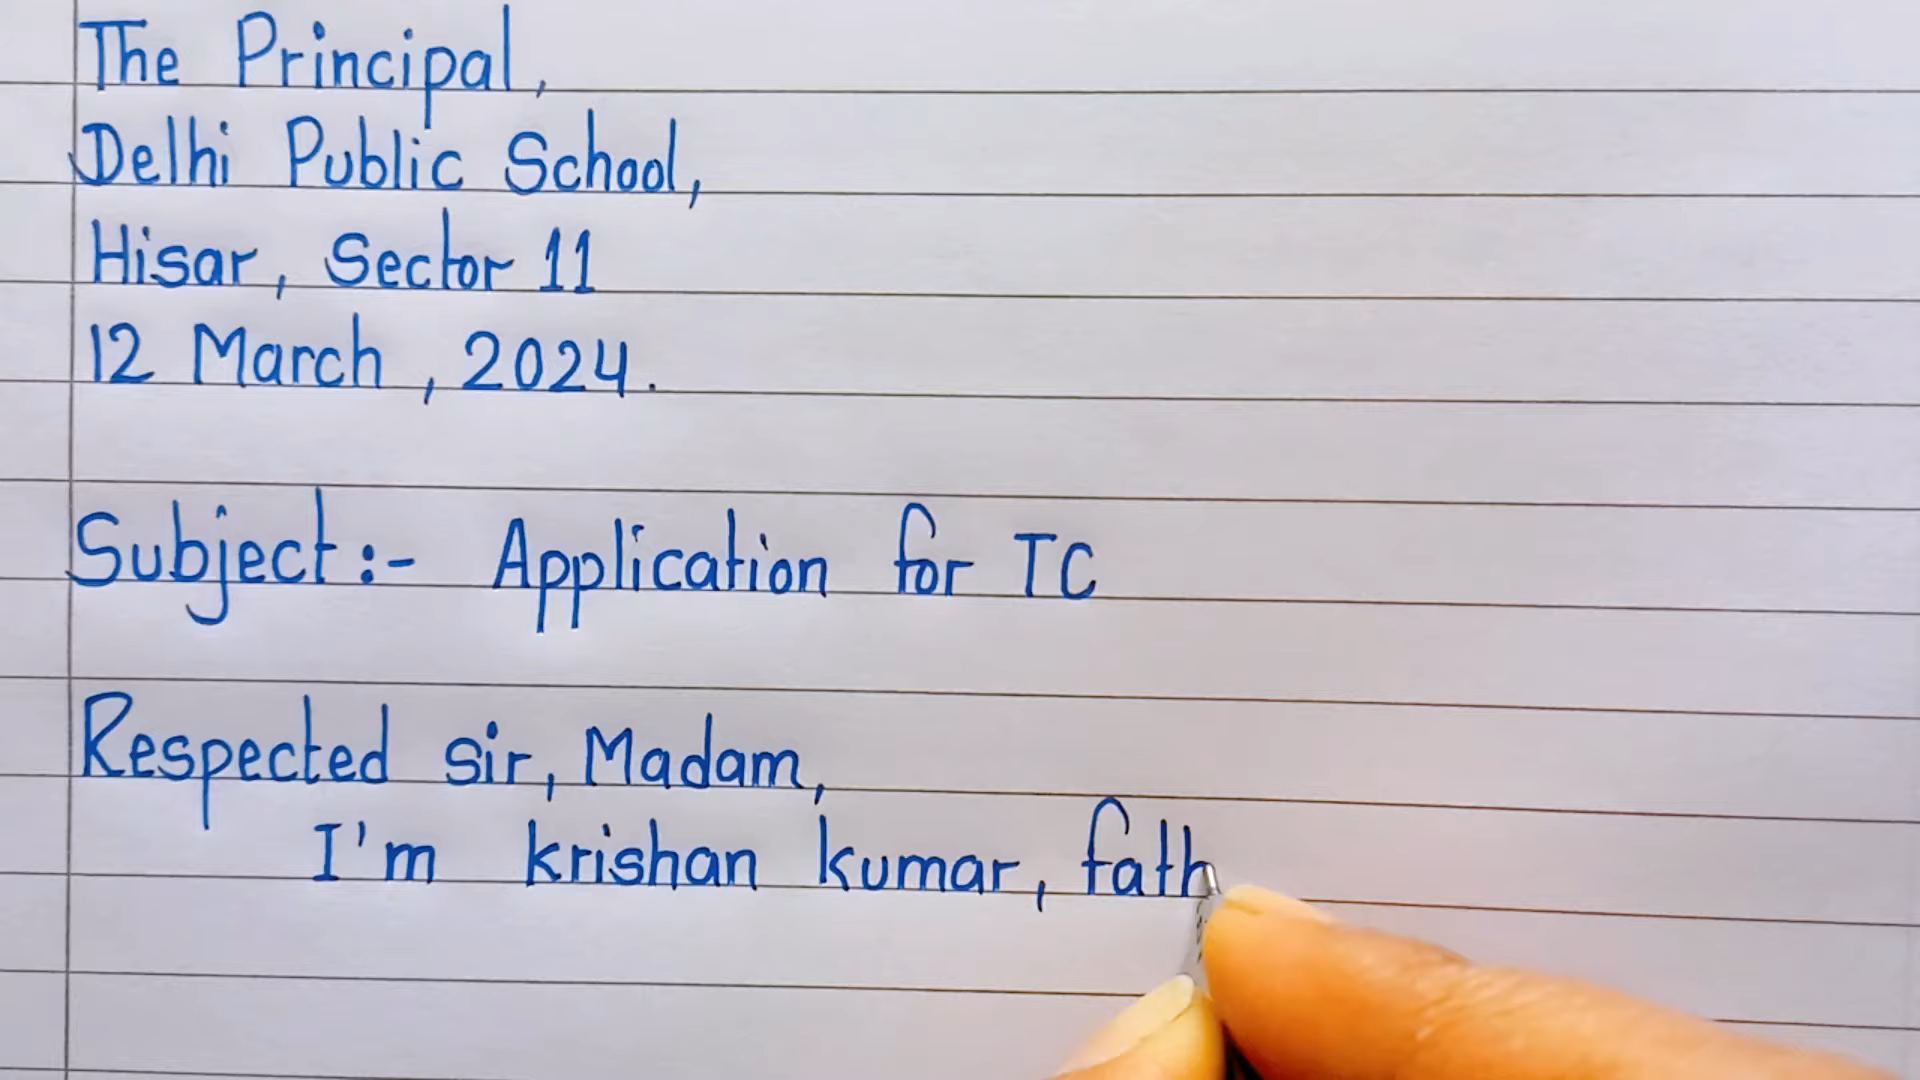 The Principal,
Delhi Public School,
Hisar, Sector 11
12 March, 2024.
Subject:- Application for TC
Respected sir, Madam,
I'm krishan kumar, fath